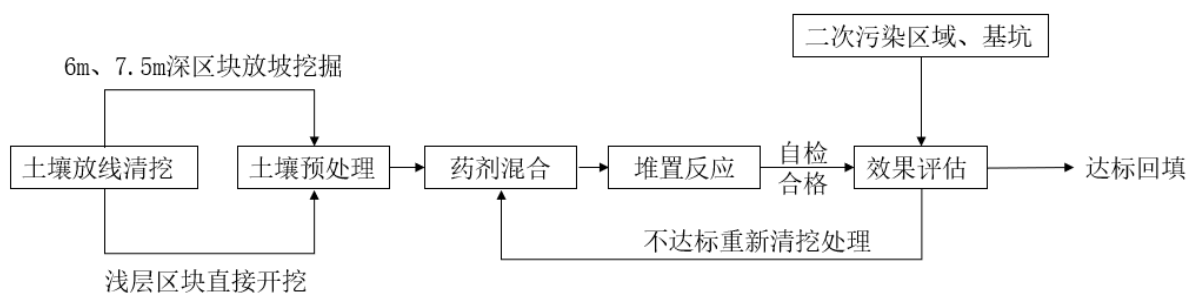 二次污染区域、基坑
6m、7.5m深区块放坡挖掘
土壤放线清挖
土壤预处理
药剂混合
堆置反应
自检
合格
效果评估
达标回填
不达标重新清挖处理
浅层区块直接开挖